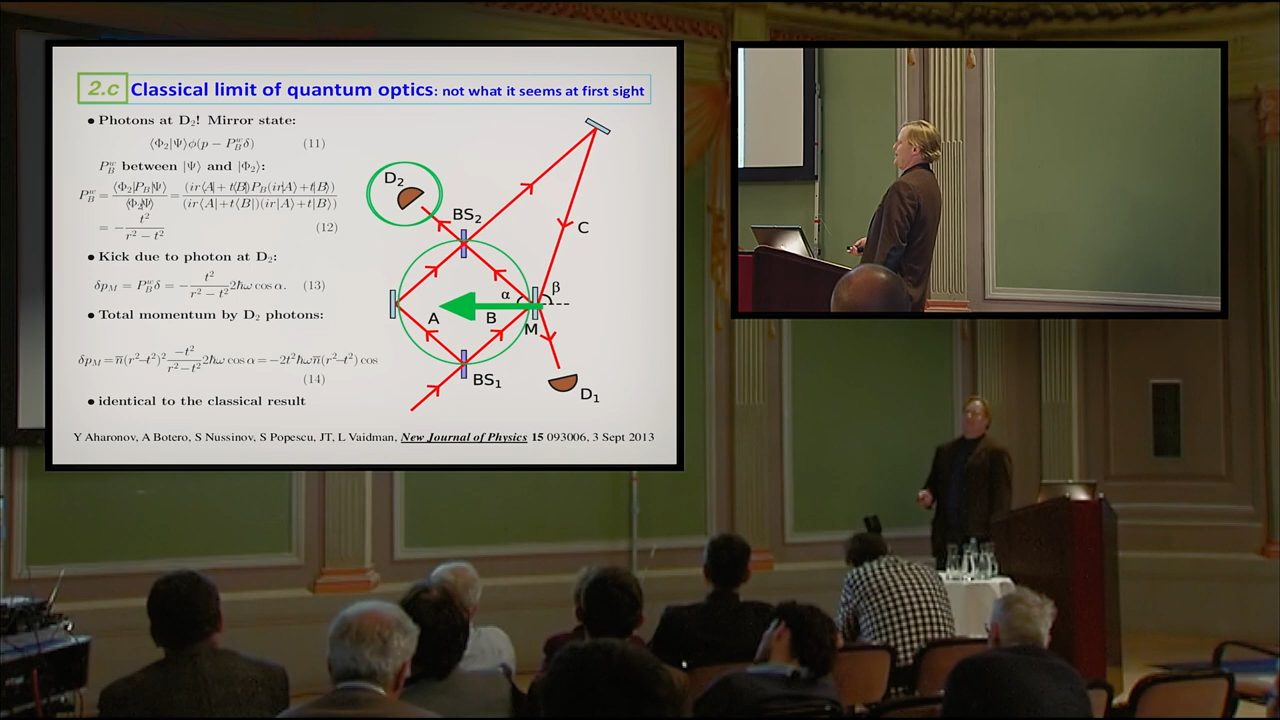 2.c Classical limit of quantum optics: not what it seems at first sight
● Photons at D₂! Mirror state:
⟨Φ₂|Ψ⟩ϕ(p − P_B^w δ) (11)
P_B^w between |Ψ⟩ and |Φ₂⟩:
P_B^w = ⟨Φ₂|P_B|Ψ⟩ / ⟨Φ₂|Ψ⟩ = (ir⟨A|+t⟨B|)P_B(ir|A⟩+t|B⟩) / (ir⟨A|+t⟨B|)(ir|A⟩+t|B⟩)
= − t² / (r² − t²) (12)
● Kick due to photon at D₂:
δp_M = P_B^w δ = − t² / (r² − t²) 2ħω cos α. (13)
● Total momentum by D₂ photons:
δp_M = n̄(r²−t²)² −t² / (r²−t²) 2ħω cos α = −2t²ħωn̄(r²−t²) cos
(14)
● identical to the classical result
D₂
BS₂
C
α
β
A
B
M
BS₁
D₁
Y Aharonov, A Botero, S Nussinov, S Popescu, JT, L Vaidman, New Journal of Physics 15 093006, 3 Sept 2013